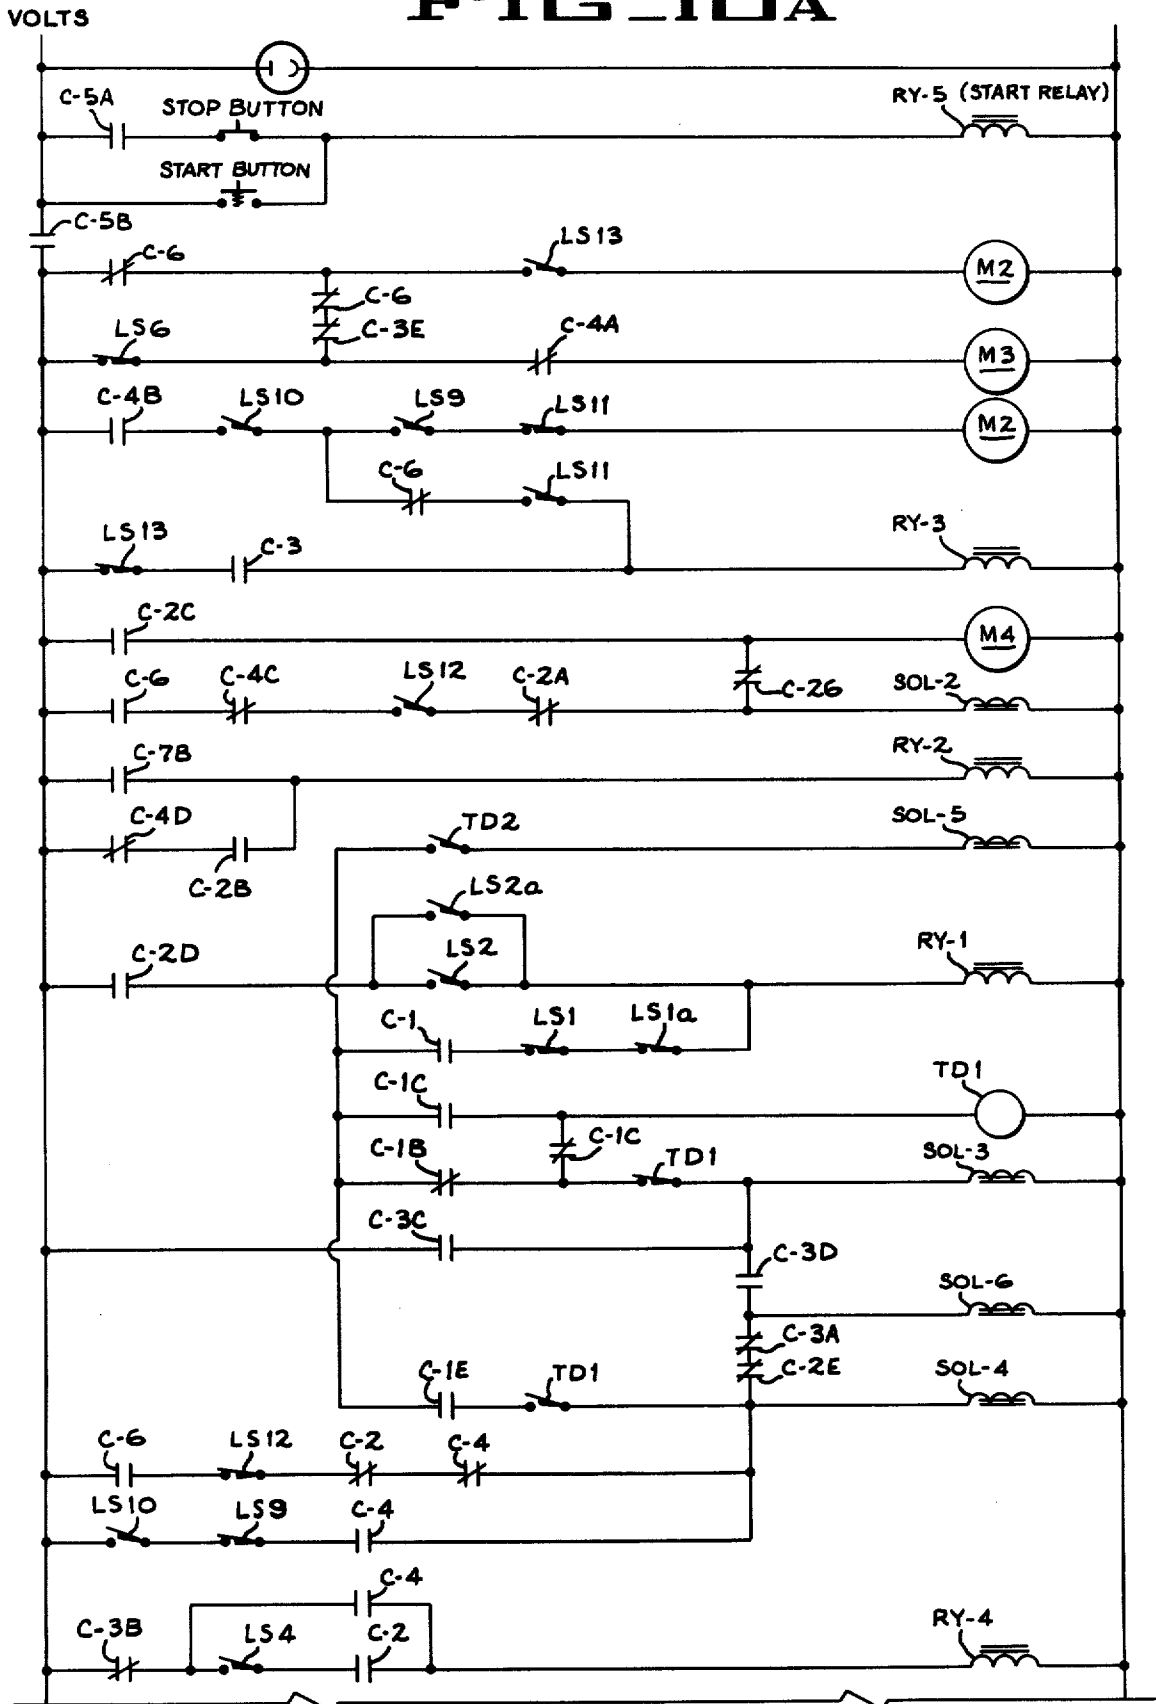 FIG_10A
VOLTS
C-5A
STOP BUTTON
RY-5 (START RELAY)
START BUTTON
C-5B
C-6
LS13
M2
C-6
C-3E
LS6
C-4A
M3
C-4B
LS10
LS9
LS11
M2
C-6
LS11
LS13
C-3
RY-3
C-2C
M4
C-6
C-4C
LS12
C-2A
C-26
SOL-2
C-7B
RY-2
C-4D
TD2
SOL-5
C-2B
LS2a
C-2D
LS2
RY-1
C-1
LS1
LS1a
C-1C
TD1
C-1C
C-1B
TD1
SOL-3
C-3C
C-3D
SOL-6
C-3A
C-2E
C-1E
TD1
SOL-4
C-6
LS12
C-2
C-4
LS10
LS9
C-4
C-4
C-3B
LS4
C-2
RY-4